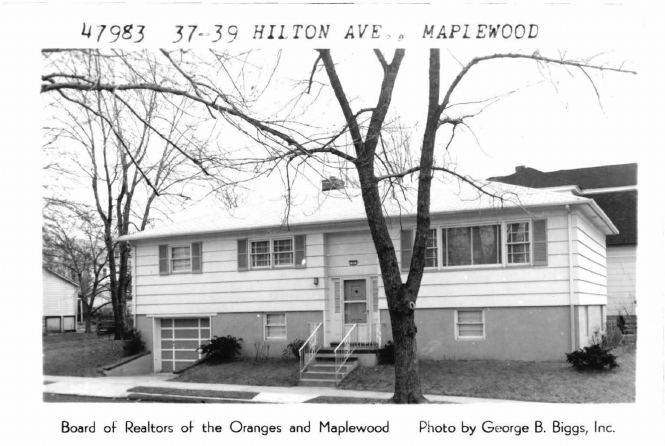 47983 37-39 HILTON AVE., MAPLEWOOD
Board of Realtors of the Oranges and Maplewood Photo by George B. Biggs, Inc.